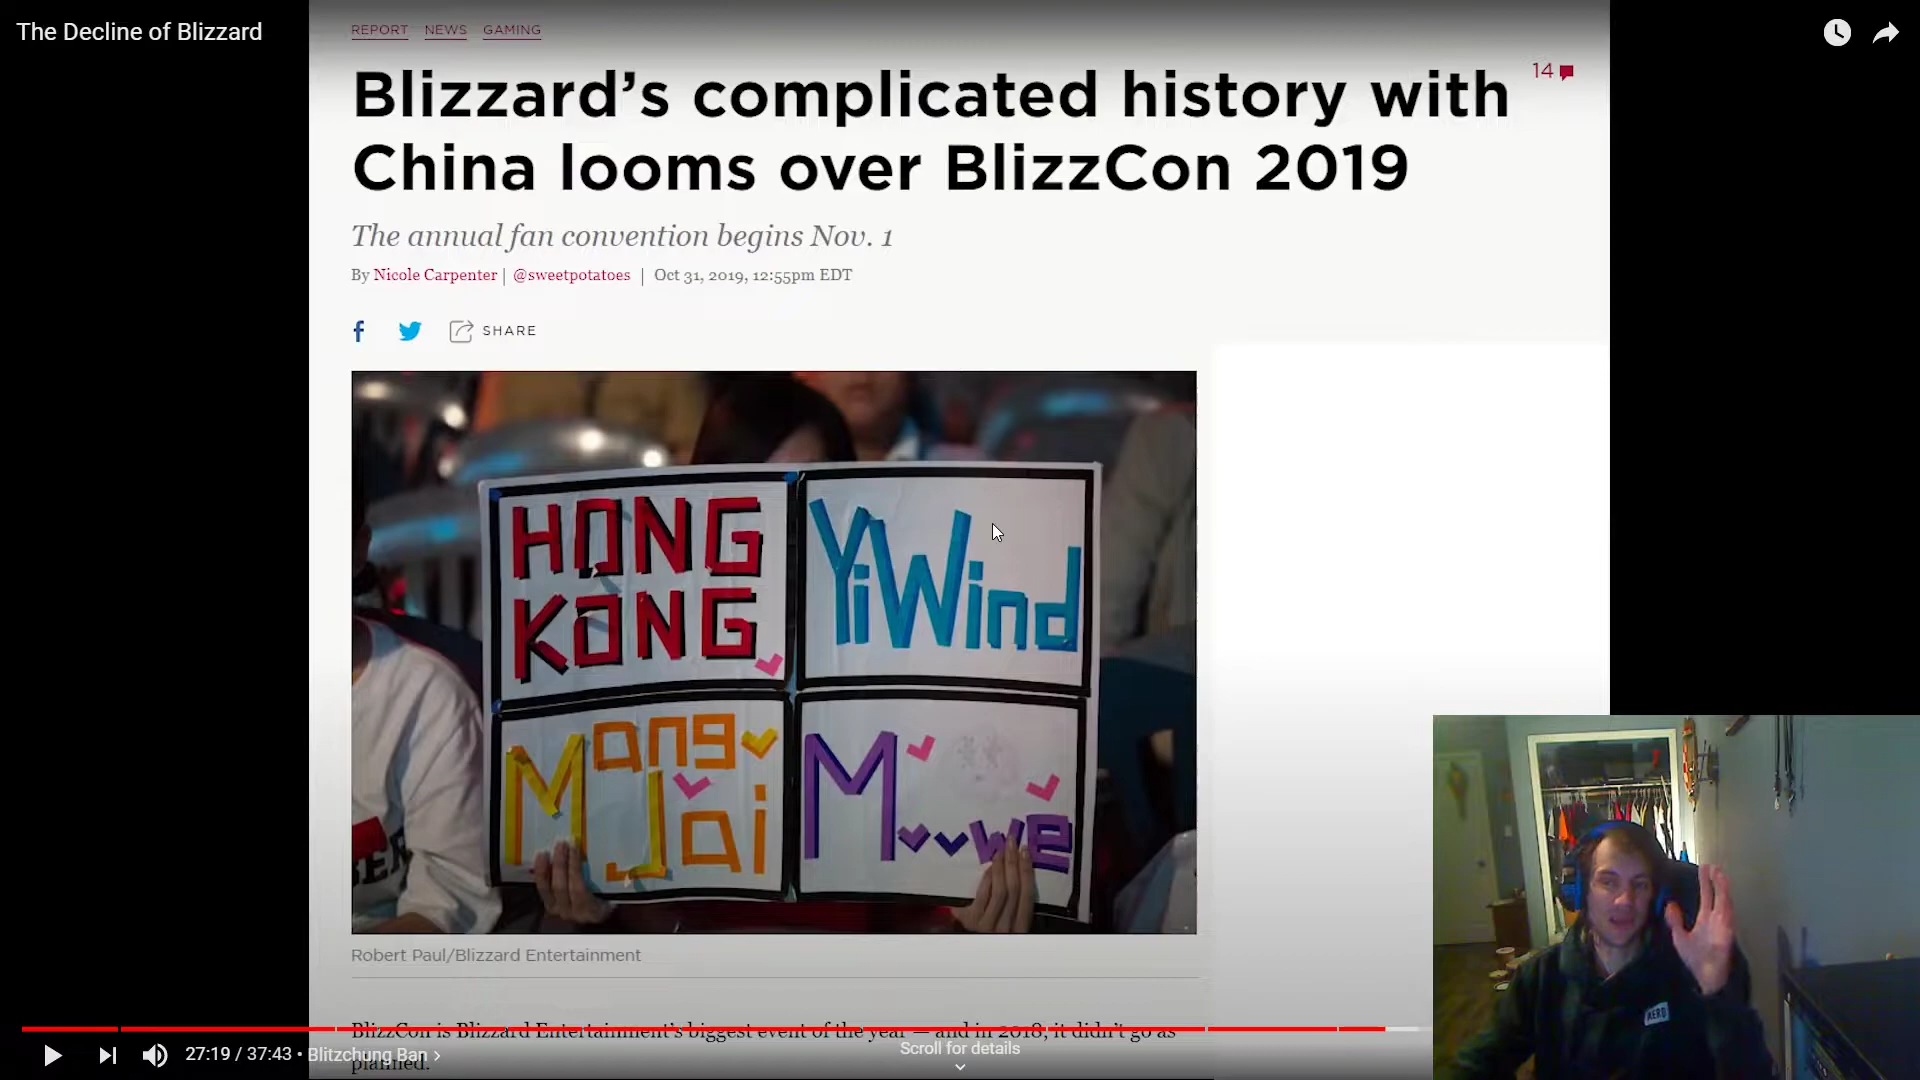 The Decline of Blizzard
REPORT NEWS GAMING
Blizzard's complicated history with
China looms over BlizzCon 2019
14
The annual fan convention begins Nov. 1
By Nicole Carpenter | @sweetpotatoes | Oct 31, 2019, 12:55pm EDT
SHARE
HONG
KONG
YiWind
Mang
Jai
M
we
Robert Paul/Blizzard Entertainment
BlizzCon is Blizzard Entertainment's biggest event of the year — and in 2018, it didn't go as
planned.
27:19 / 37:43 • Blitzchung Ban ›
Scroll for details
AERO